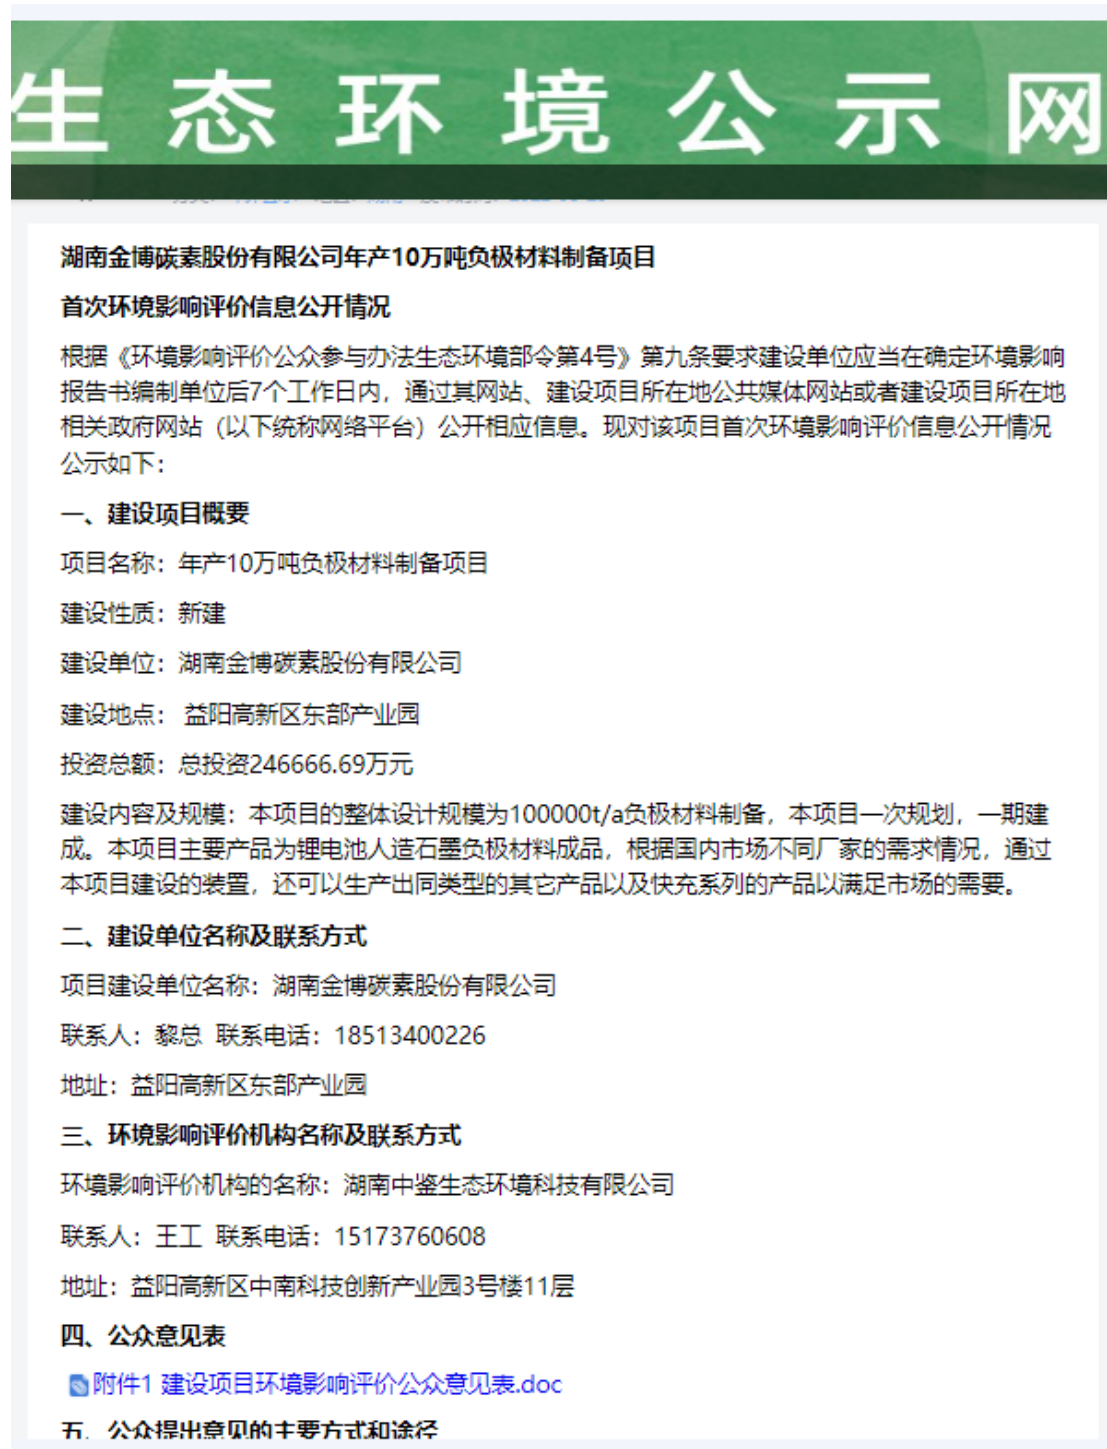 生态环境公示网
湖南金博碳素股份有限公司年产10万吨负极材料制备项目
首次环境影响评价信息公开情况
根据《环境影响评价公众参与办法生态环境部令第4号》第九条要求建设单位应当在确定环境影响
报告书编制单位后7个工作日内，通过其网站、建设项目所在地公共媒体网站或者建设项目所在地
相关政府网站（以下统称网络平台）公开相应信息。现对该项目首次环境影响评价信息公开情况
公示如下：
一、建设项目概要
项目名称：年产10万吨负极材料制备项目
建设性质：新建
建设单位：湖南金博碳素股份有限公司
建设地点： 益阳高新区东部产业园
投资总额：总投资246666.69万元
建设内容及规模：本项目的整体设计规模为100000t/a负极材料制备，本项目一次规划，一期建
成。本项目主要产品为锂电池人造石墨负极材料成品，根据国内市场不同厂家的需求情况，通过
本项目建设的装置，还可以生产出同类型的其它产品以及快充系列的产品以满足市场的需要。
二、建设单位名称及联系方式
项目建设单位名称：湖南金博碳素股份有限公司
联系人：黎总 联系电话：18513400226
地址：益阳高新区东部产业园
三、环境影响评价机构名称及联系方式
环境影响评价机构的名称：湖南中鉴生态环境科技有限公司
联系人：王工 联系电话：15173760608
地址：益阳高新区中南科技创新产业园3号楼11层
四、公众意见表
附件1 建设项目环境影响评价公众意见表.doc
五、公众提出意见的主要方式和途径